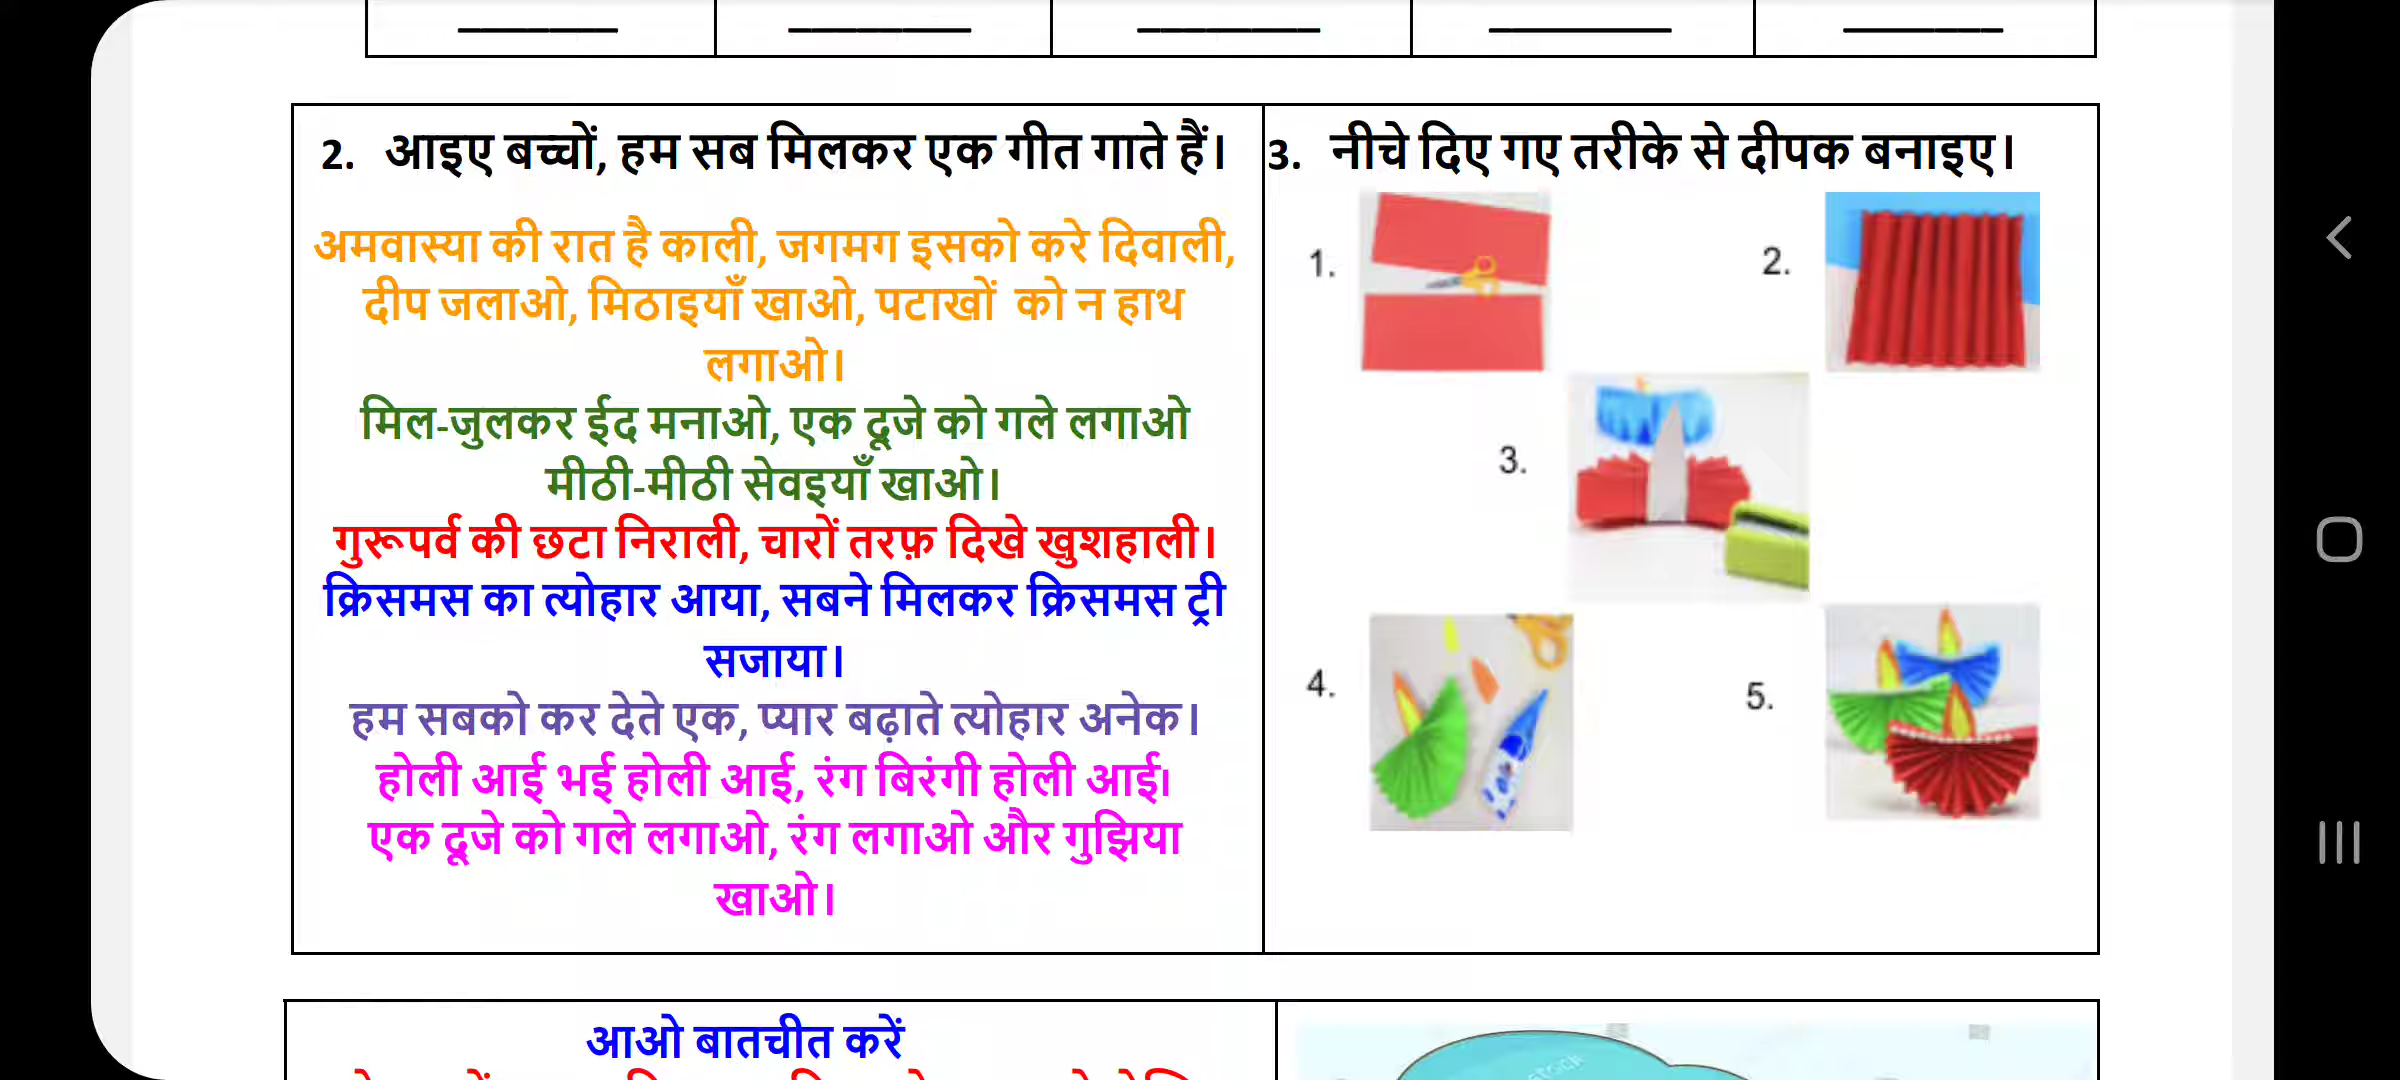 2. आइए बच्चों, हम सब मिलकर एक गीत गाते हैं।
अमवास्या की रात है काली, जगमग इसको करे दिवाली,
दीप जलाओ, मिठाइयाँ खाओ, पटाखों को न हाथ
लगाओ।
मिल-जुलकर ईद मनाओ, एक दूजे को गले लगाओ
मीठी-मीठी सेवइयाँ खाओ।
गुरूपर्व की छटा निराली, चारों तरफ़ दिखे खुशहाली।
क्रिसमस का त्योहार आया, सबने मिलकर क्रिसमस ट्री
सजाया।
हम सबको कर देते एक, प्यार बढ़ाते त्योहार अनेक।
होली आई भई होली आई, रंग बिरंगी होली आई।
एक दूजे को गले लगाओ, रंग लगाओ और गुझिया
खाओ।
3. नीचे दिए गए तरीके से दीपक बनाइए।
1.
2.
3.
4.
5.
आओ बातचीत करें